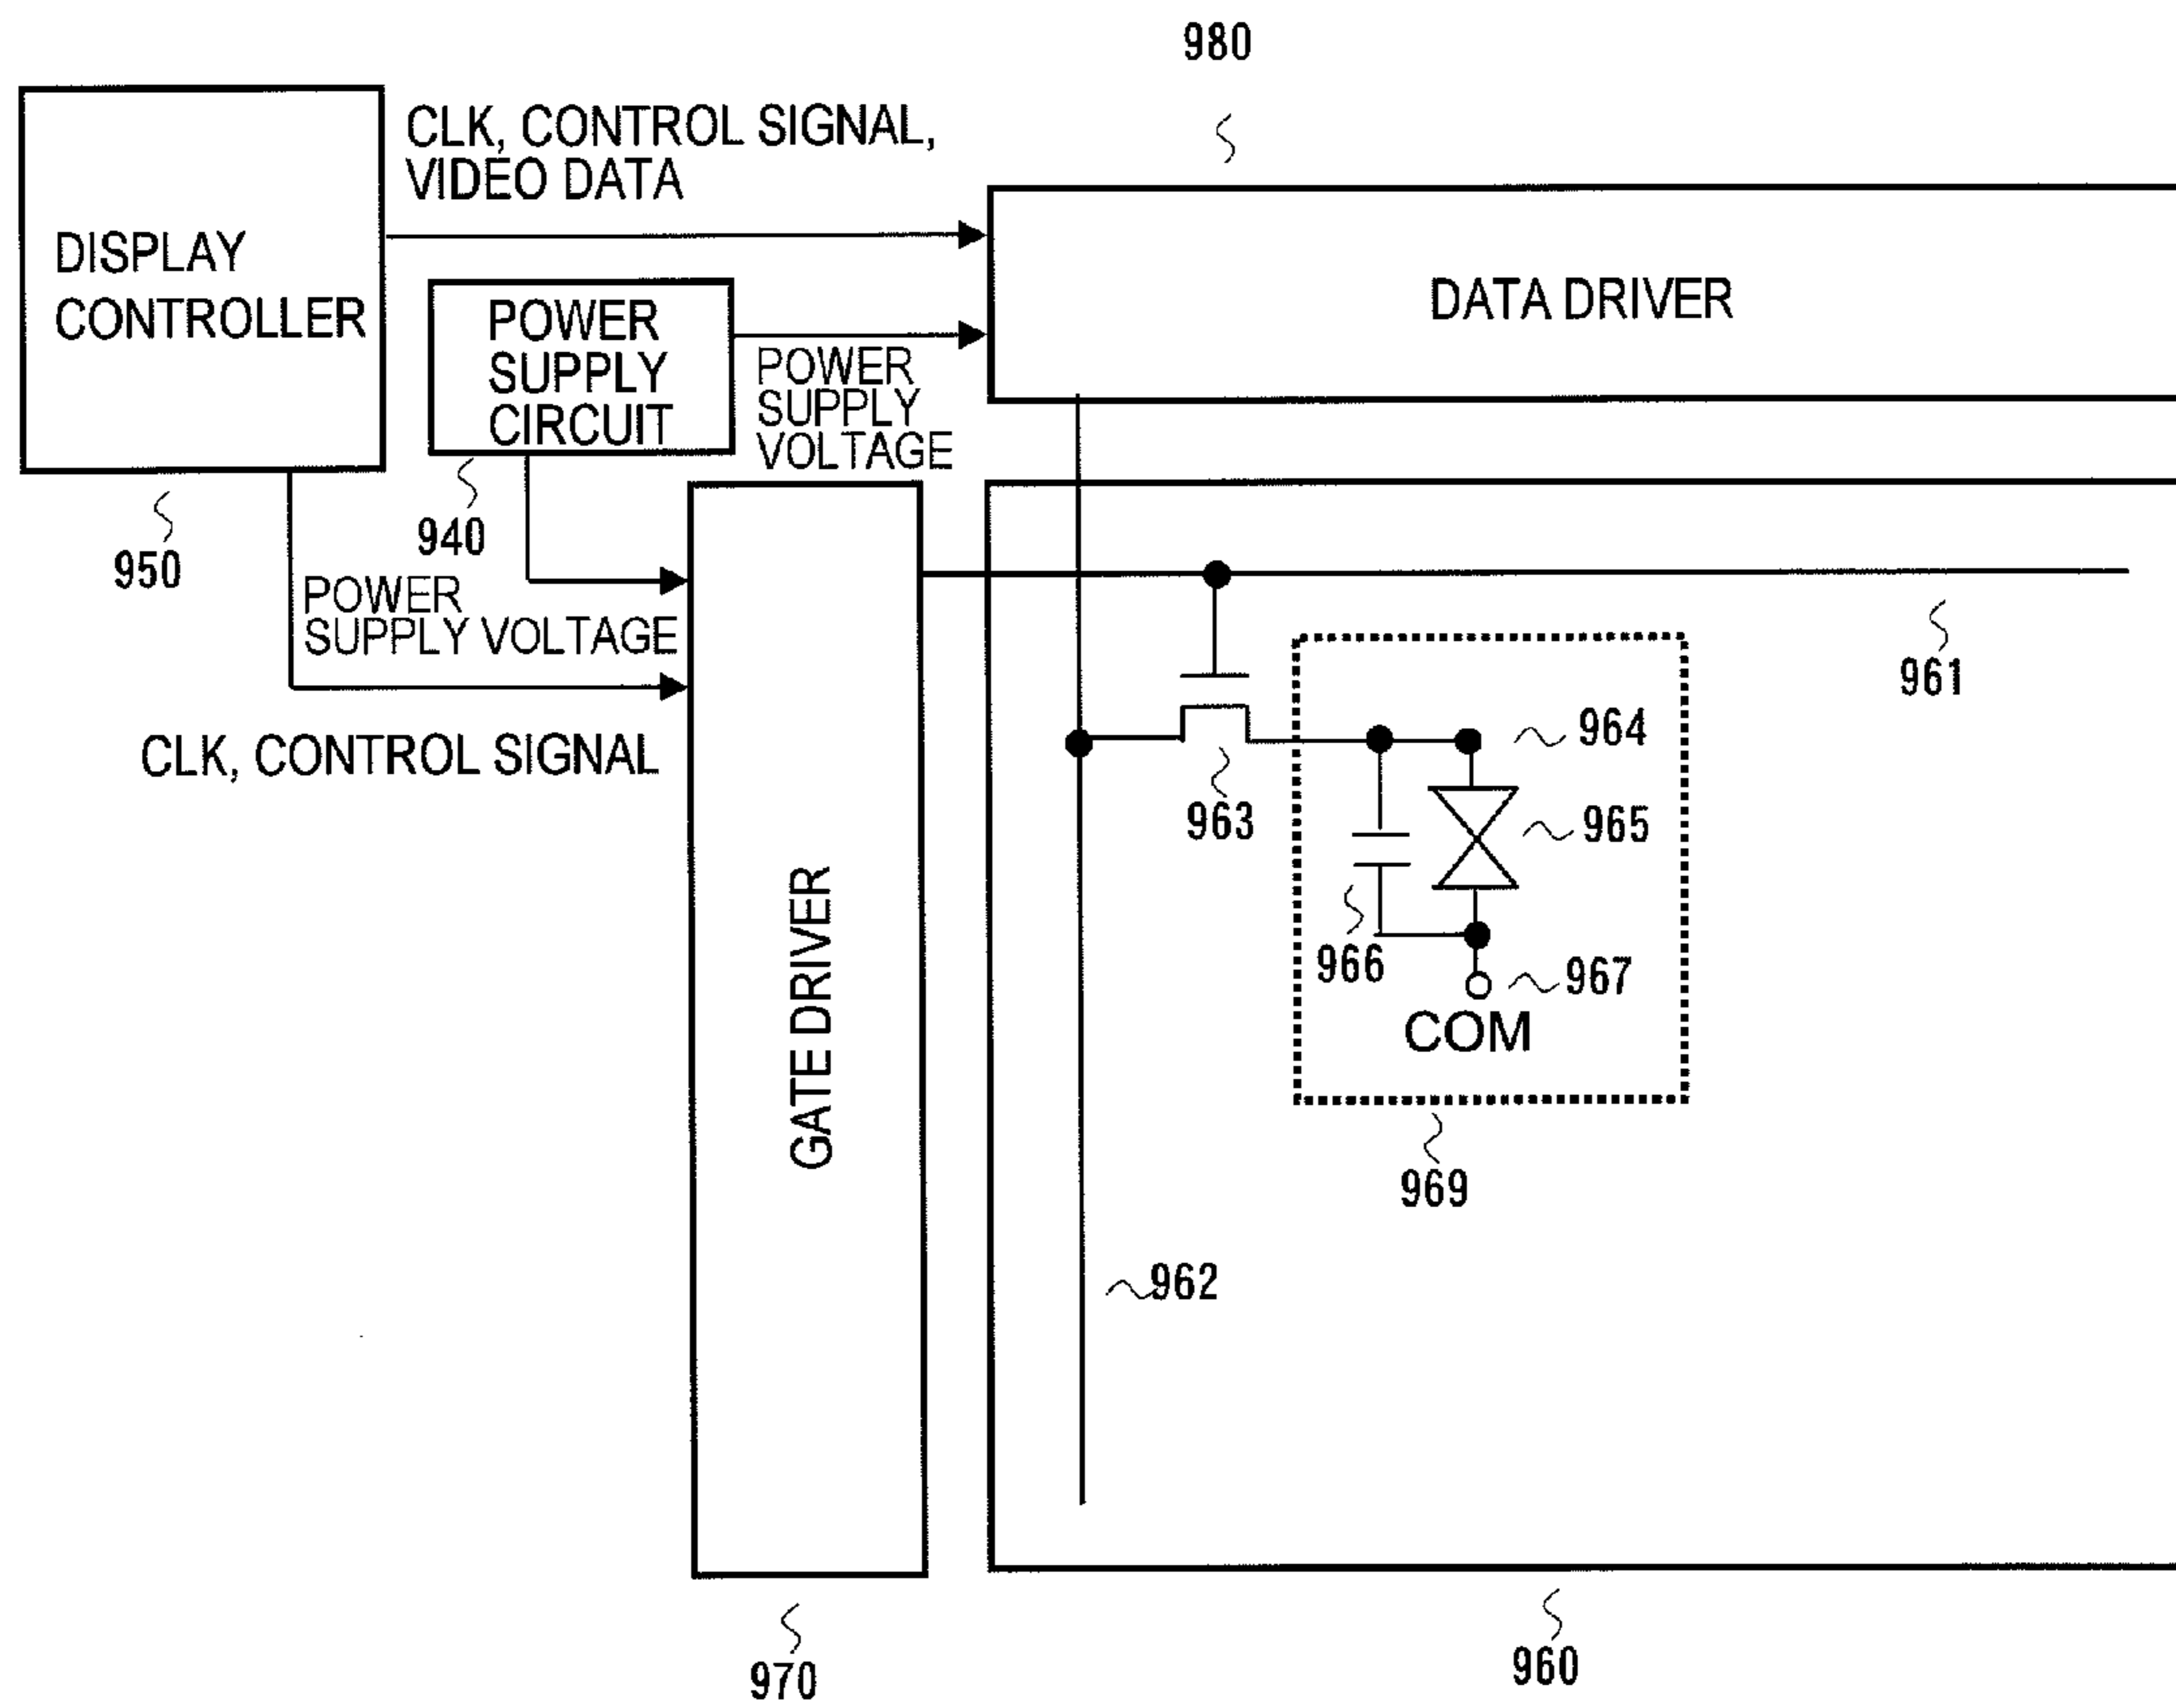 980
CLK, CONTROL SIGNAL,
VIDEO DATA
DISPLAY
CONTROLLER
POWER
SUPPLY
CIRCUIT
DATA DRIVER
POWER
SUPPLY
VOLTAGE
940
950
POWER
SUPPLY VOLTAGE
961
964
CLK, CONTROL SIGNAL
963
965
GATE DRIVER
966
967
COM
969
962
970
960